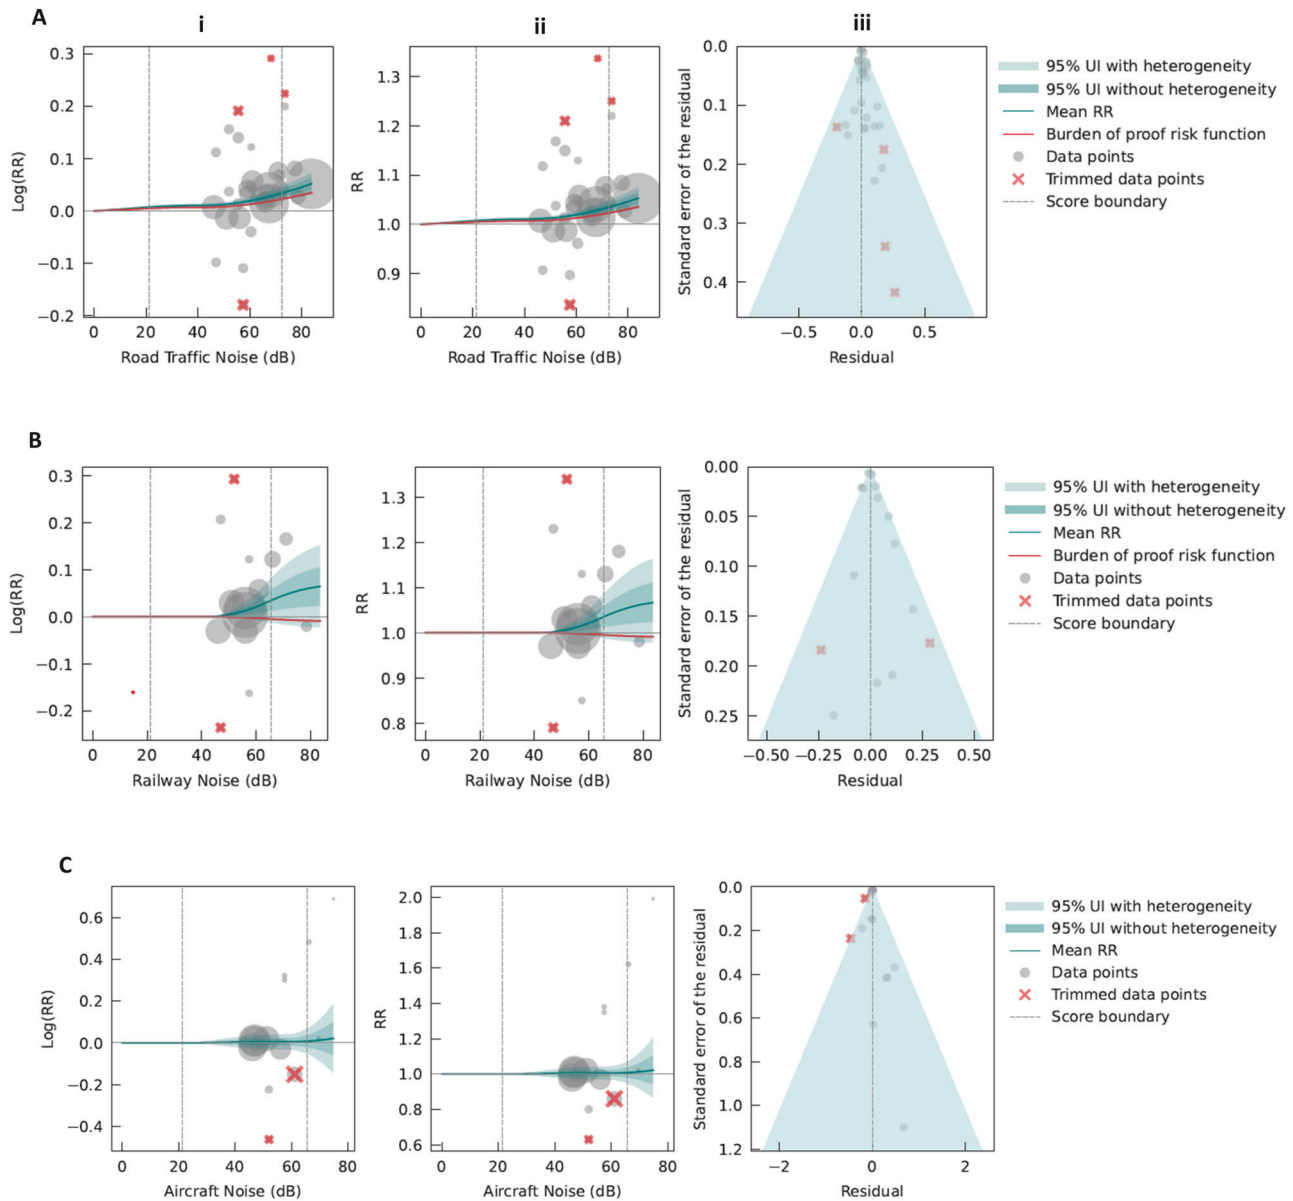 A
i
ii
iii
0.3
0.2
0.1
0.0
−0.1
−0.2
Log(RR)
0 20 40 60 80
Road Traffic Noise (dB)
1.3
1.2
1.1
1.0
0.9
RR
0 20 40 60 80
Road Traffic Noise (dB)
0.0
0.1
0.2
0.3
0.4
Standard error of the residual
−0.5 0.0 0.5
Residual
95% UI with heterogeneity
95% UI without heterogeneity
Mean RR
Burden of proof risk function
Data points
Trimmed data points
Score boundary
B
0.3
0.2
0.1
0.0
−0.1
−0.2
Log(RR)
0 20 40 60 80
Railway Noise (dB)
1.3
1.2
1.1
1.0
0.9
0.8
RR
0 20 40 60 80
Railway Noise (dB)
0.00
0.05
0.10
0.15
0.20
0.25
Standard error of the residual
−0.50 −0.25 0.00 0.25 0.50
Residual
95% UI with heterogeneity
95% UI without heterogeneity
Mean RR
Burden of proof risk function
Data points
Trimmed data points
Score boundary
C
0.6
0.4
0.2
0.0
−0.2
−0.4
Log(RR)
0 20 40 60 80
Aircraft Noise (dB)
2.0
1.8
1.6
1.4
1.2
1.0
0.8
0.6
RR
0 20 40 60 80
Aircraft Noise (dB)
0.0
0.2
0.4
0.6
0.8
1.0
1.2
Standard error of the residual
−2 0 2
Residual
95% UI with heterogeneity
95% UI without heterogeneity
Mean RR
Data points
Trimmed data points
Score boundary